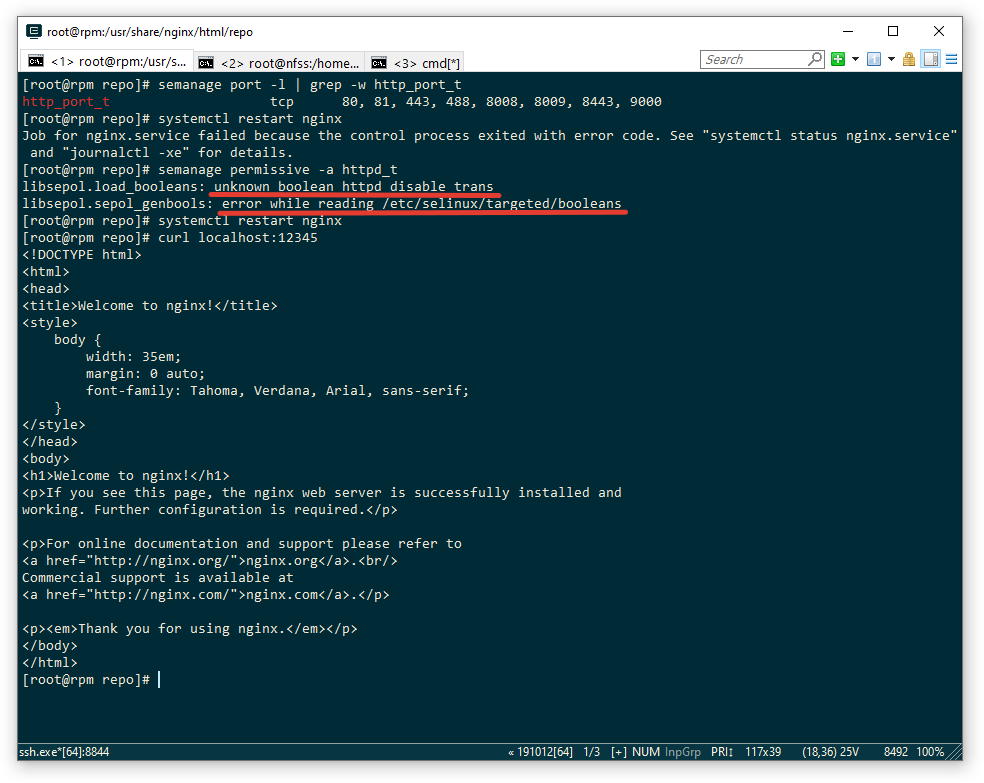 root@rpm:/usr/share/nginx/html/repo
<1> root@rpm:/usr/s... <2> root@nfss:/home... <3> cmd[*] Search
[root@rpm repo]# semanage port -l | grep -w http_port_t
http_port_t                    tcp      80, 81, 443, 488, 8008, 8009, 8443, 9000
[root@rpm repo]# systemctl restart nginx
Job for nginx.service failed because the control process exited with error code. See "systemctl status nginx.service"
 and "journalctl -xe" for details.
[root@rpm repo]# semanage permissive -a httpd_t
libsepol.load_booleans: unknown boolean httpd_disable_trans
libsepol.sepol_genbools: error while reading /etc/selinux/targeted/booleans
[root@rpm repo]# systemctl restart nginx
[root@rpm repo]# curl localhost:12345
<!DOCTYPE html>
<html>
<head>
<title>Welcome to nginx!</title>
<style>
    body {
        width: 35em;
        margin: 0 auto;
        font-family: Tahoma, Verdana, Arial, sans-serif;
    }
</style>
</head>
<body>
<h1>Welcome to nginx!</h1>
<p>If you see this page, the nginx web server is successfully installed and
working. Further configuration is required.</p>

<p>For online documentation and support please refer to
<a href="http://nginx.org/">nginx.org</a>.<br/>
Commercial support is available at
<a href="http://nginx.com/">nginx.com</a>.</p>

<p><em>Thank you for using nginx.</em></p>
</body>
</html>
[root@rpm repo]#
ssh.exe*[64]:8844 « 191012[64] 1/3 [+] NUM InpGrp PRI↕ 117x39 (18,36) 25V 8492 100%